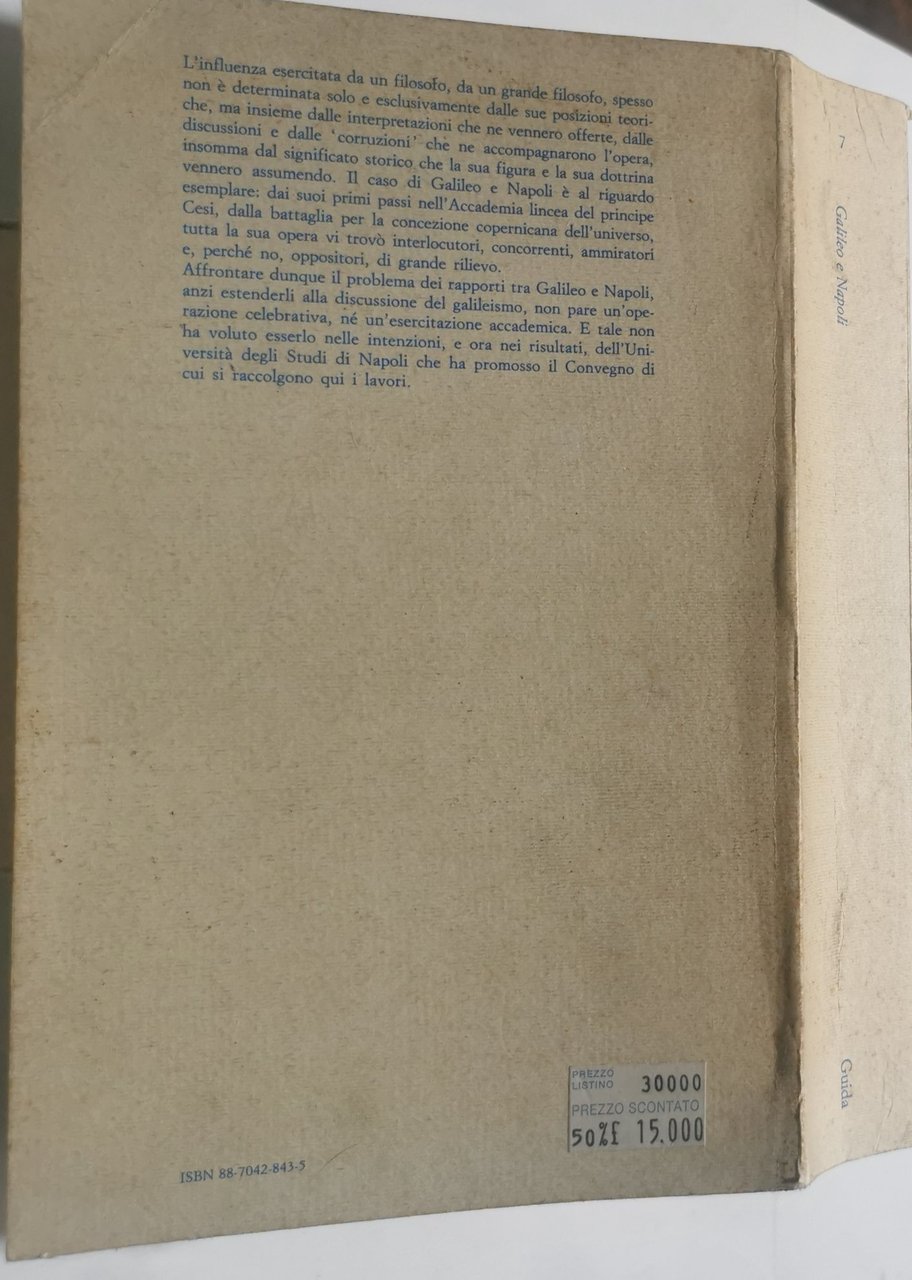 L'influenza esercitata da un filosofo, da un grande filosofo, spesso
non è determinata solo e esclusivamente dalle sue posizioni teori-
che, ma insieme dalle interpretazioni che ne vennero offerte, dalle
discussioni e dalle 'corruzioni' che ne accompagnarono l'opera,
insomma dal significato storico che la sua figura e la sua dottrina
vennero assumendo. Il caso di Galileo e Napoli è al riguardo
esemplare: dai suoi primi passi nell'Accademia lincea del principe
Cesi, dalla battaglia per la concezione copernicana dell'universo,
tutta la sua opera vi trovò interlocutori, concorrenti, ammiratori
e, perché no, oppositori, di grande rilievo.
Affrontare dunque il problema dei rapporti tra Galileo e Napoli,
anzi estenderli alla discussione del galileismo, non pare un'ope-
razione celebrativa, né un'esercitazione accademica. E tale non
ha voluto esserlo nelle intenzioni, e ora nei risultati, dell'Uni-
versità degli Studi di Napoli che ha promosso il Convegno di
cui si raccolgono qui i lavori.
PREZZO
LISTINO 30000
PREZZO SCONTATO
50%£ 15.000
ISBN 88-7042-843-5
7
Galileo e Napoli
Guida